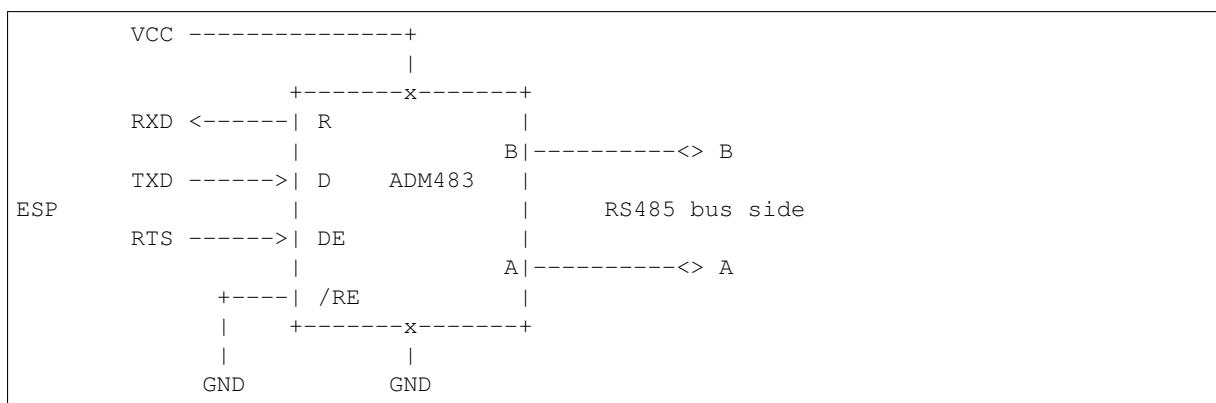 VCC ---------------+
|
+-------x-------+
RXD <------| R |
| B|----------<> B
TXD ------>| D ADM483 |
ESP | | RS485 bus side
RTS ------>| DE |
| A|----------<> A
+----| /RE |
| +-------x-------+
| |
GND GND